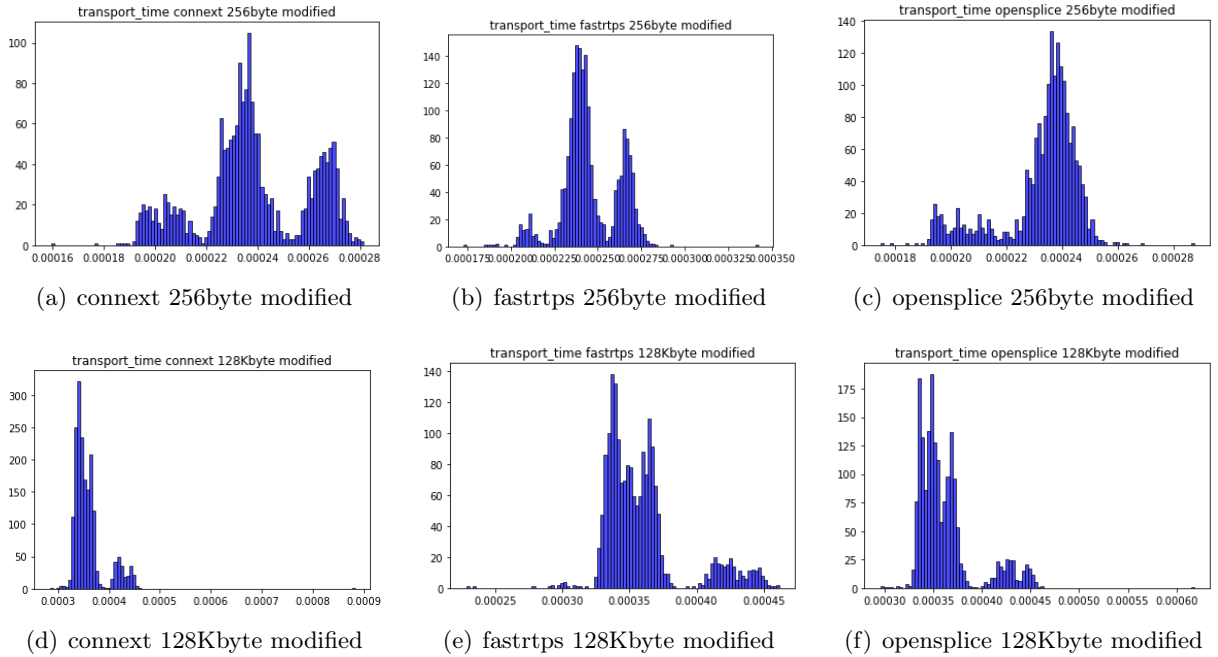 transport_time connext 256byte modified
100
80
60
40
20
0
0.00016 0.00018 0.00020 0.00022 0.00024 0.00026 0.00028
(a) connext 256byte modified
transport_time fastrtps 256byte modified
140
120
100
80
60
40
20
0
0.000175 0.000200 0.000225 0.000250 0.000275 0.000300 0.000325 0.000350
(b) fastrtps 256byte modified
transport_time opensplice 256byte modified
140
120
100
80
60
40
20
0
0.00018 0.00020 0.00022 0.00024 0.00026 0.00028
(c) opensplice 256byte modified
transport_time connext 128Kbyte modified
300
250
200
150
100
50
0
0.0003 0.0004 0.0005 0.0006 0.0007 0.0008 0.0009
(d) connext 128Kbyte modified
transport_time fastrtps 128Kbyte modified
140
120
100
80
60
40
20
0
0.00025 0.00030 0.00035 0.00040 0.00045
(e) fastrtps 128Kbyte modified
transport_time opensplice 128Kbyte modified
175
150
125
100
75
50
25
0
0.00030 0.00035 0.00040 0.00045 0.00050 0.00055 0.00060
(f) opensplice 128Kbyte modified